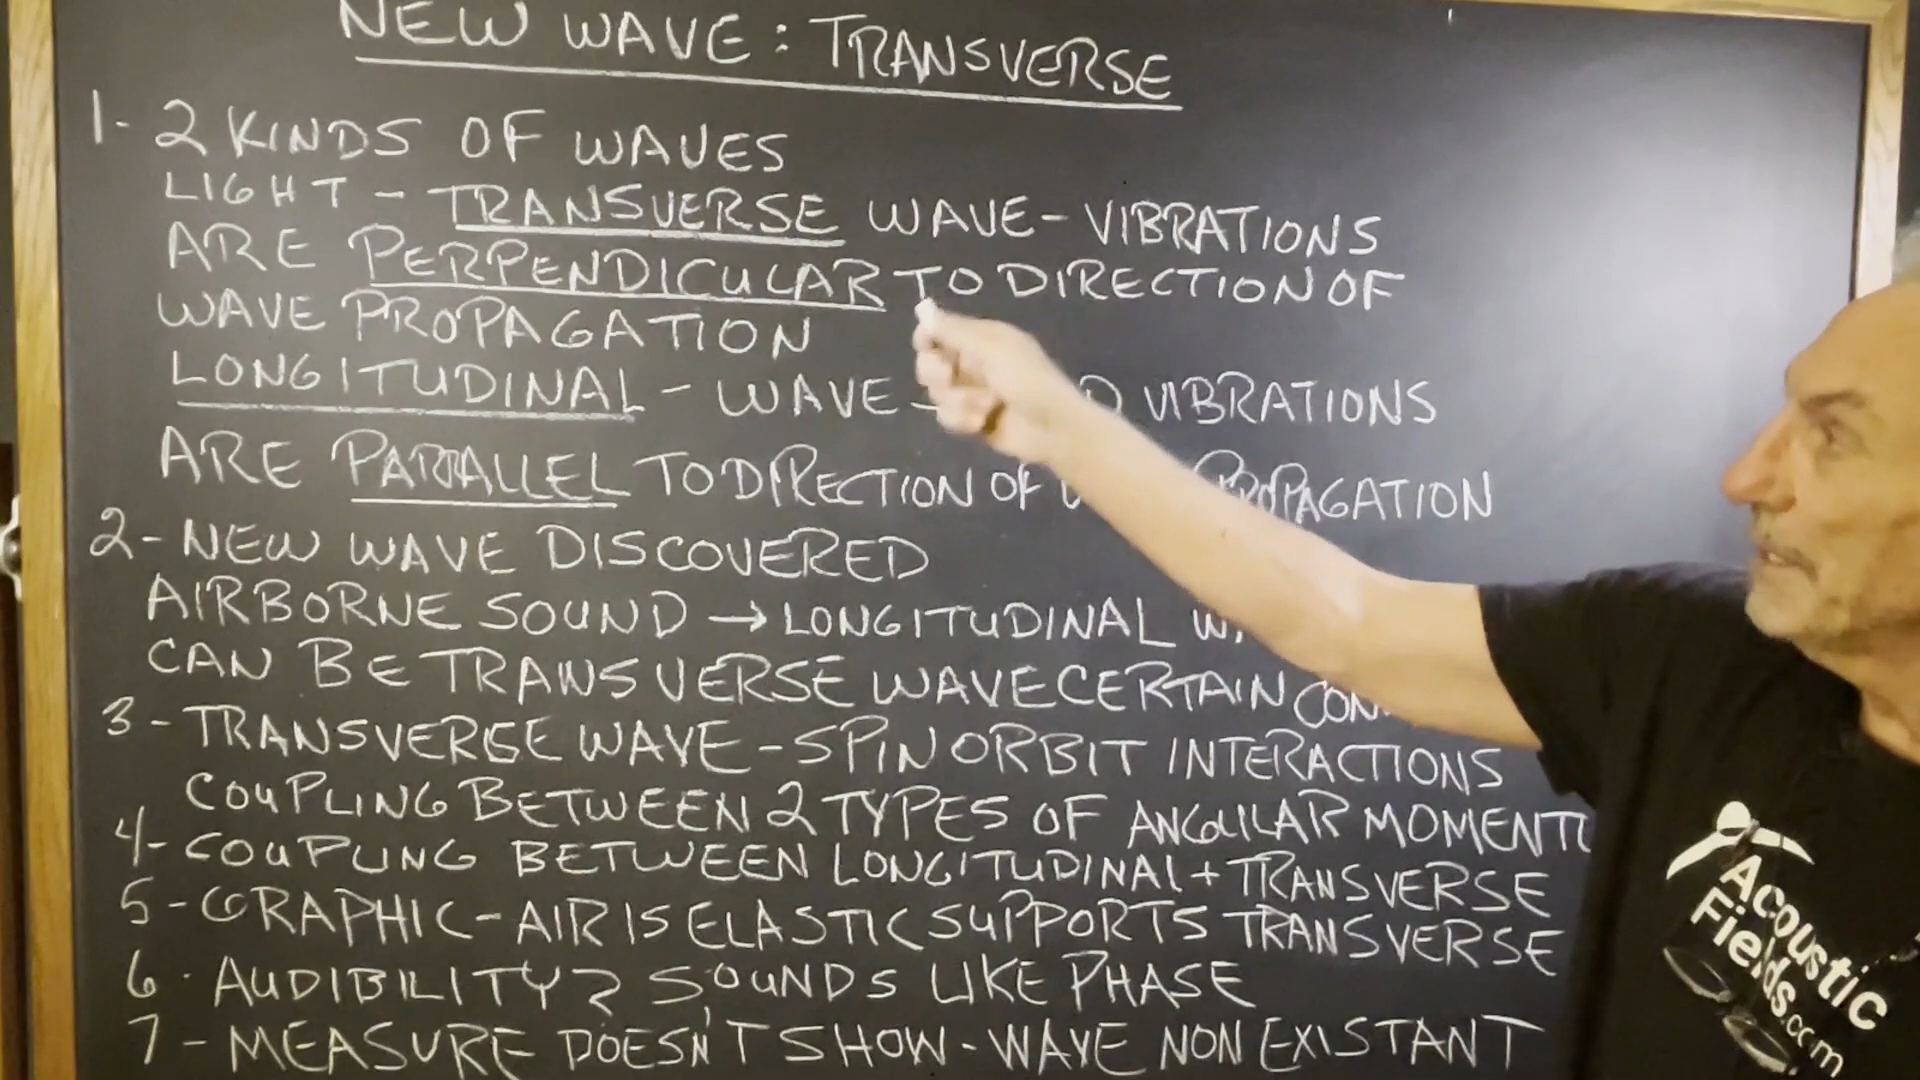 NEW WAVE: TRANSVERSE
1- 2 KINDS OF WAVES
LIGHT - TRANSVERSE WAVE - VIBRATIONS
ARE PERPENDICULAR TO DIRECTION OF
WAVE PROPAGATION
LONGITUDINAL - WAVE - VIBRATIONS
ARE PARALLEL TO DIRECTION OF PROPAGATION
2- NEW WAVE DISCOVERED
AIRBORNE SOUND → LONGITUDINAL
CAN BE TRANSVERSE WAVE CERTAIN
3- TRANSVERSE WAVE - SPIN ORBIT INTERACTIONS
COUPLING BETWEEN 2 TYPES OF ANGULAR
4- COUPLING BETWEEN LONGITUDINAL + TRANSVERSE
5- GRAPHIC - AIR IS ELASTIC SUPPORTS TRANSVERSE
6. AUDIBILITY? SOUNDS LIKE PHASE
7- MEASURE DOESN'T SHOW - WAVE NON EXISTANT
Acoustic
Fields.com